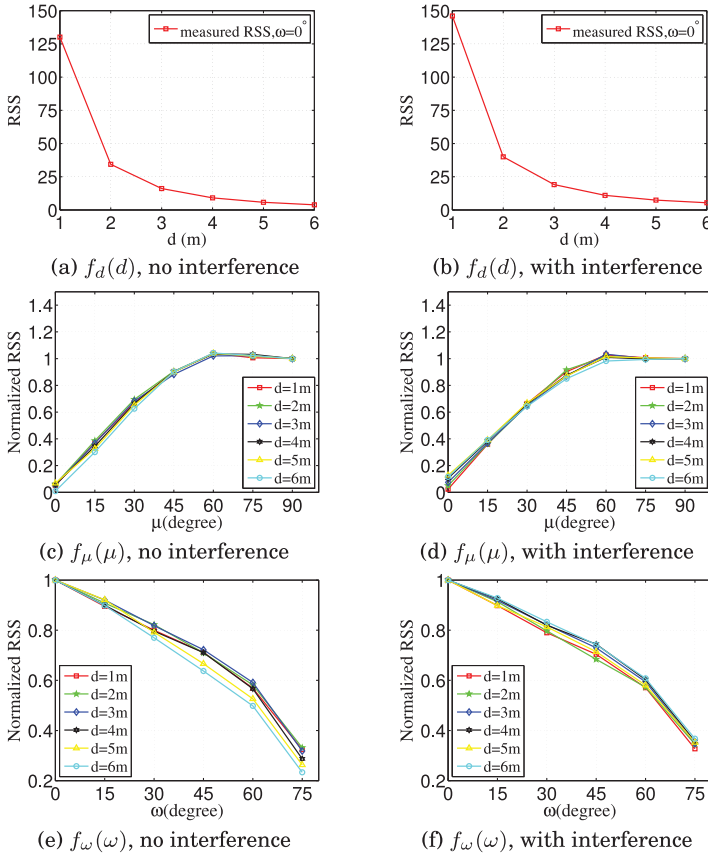 150
125
100
75
50
25
0
RSS
measured RSS,ω=0°
1 2 3 4 5 6
d (m)
(a) f_d(d), no interference
150
125
100
75
50
25
0
RSS
measured RSS,ω=0°
1 2 3 4 5 6
d (m)
(b) f_d(d), with interference
1.4
1.2
1
0.8
0.6
0.4
0.2
0
Normalized RSS
d=1m
d=2m
d=3m
d=4m
d=5m
d=6m
0 15 30 45 60 75 90
μ(degree)
(c) f_μ(μ), no interference
1.4
1.2
1
0.8
0.6
0.4
0.2
0
Normalized RSS
d=1m
d=2m
d=3m
d=4m
d=5m
d=6m
0 15 30 45 60 75 90
μ(degree)
(d) f_μ(μ), with interference
1
0.8
0.6
0.4
0.2
Normalized RSS
d=1m
d=2m
d=3m
d=4m
d=5m
d=6m
0 15 30 45 60 75
ω(degree)
(e) f_ω(ω), no interference
1
0.8
0.6
0.4
0.2
Normalized RSS
d=1m
d=2m
d=3m
d=4m
d=5m
d=6m
0 15 30 45 60 75
ω(degree)
(f) f_ω(ω), with interference